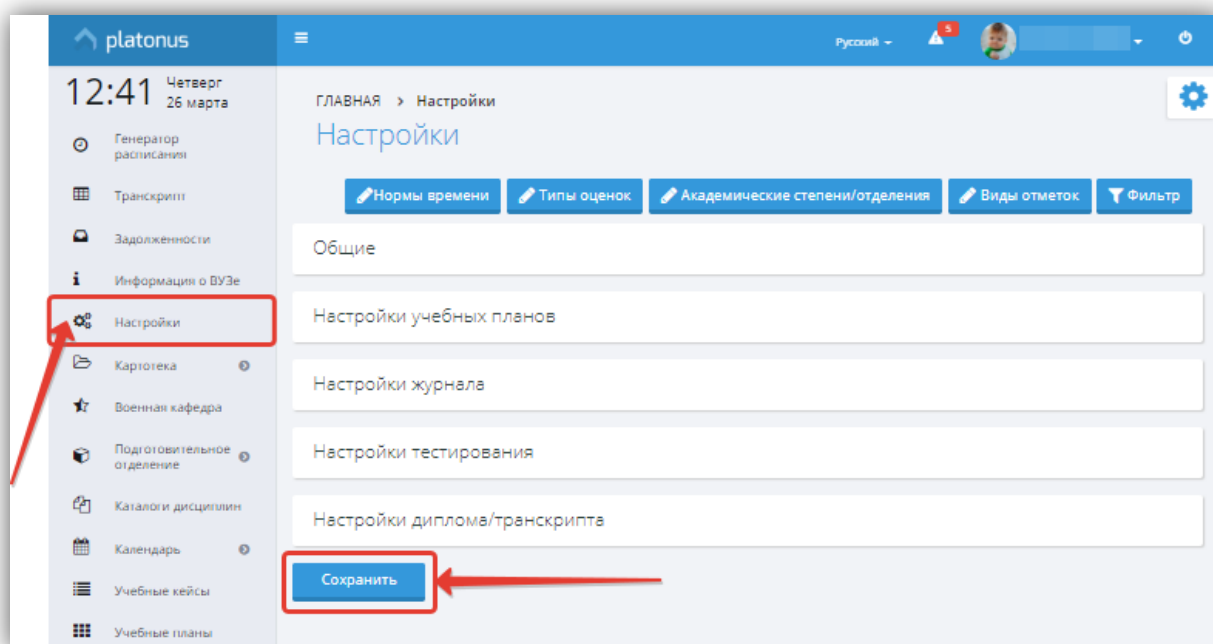 platonus
Русский
5
12:41
Четверг
26 марта
Генератор
расписания
Транскрипт
Задолженности
Информация о ВУЗе
Настройки
Картотека
Военная кафедра
Подготовительное
отделение
Каталоги дисциплин
Календарь
Учебные кейсы
Учебные планы
ГЛАВНАЯ > Настройки
Настройки
Нормы времени
Типы оценок
Академические степени/отделения
Виды отметок
Фильтр
Общие
Настройки учебных планов
Настройки журнала
Настройки тестирования
Настройки диплома/транскрипта
Сохранить